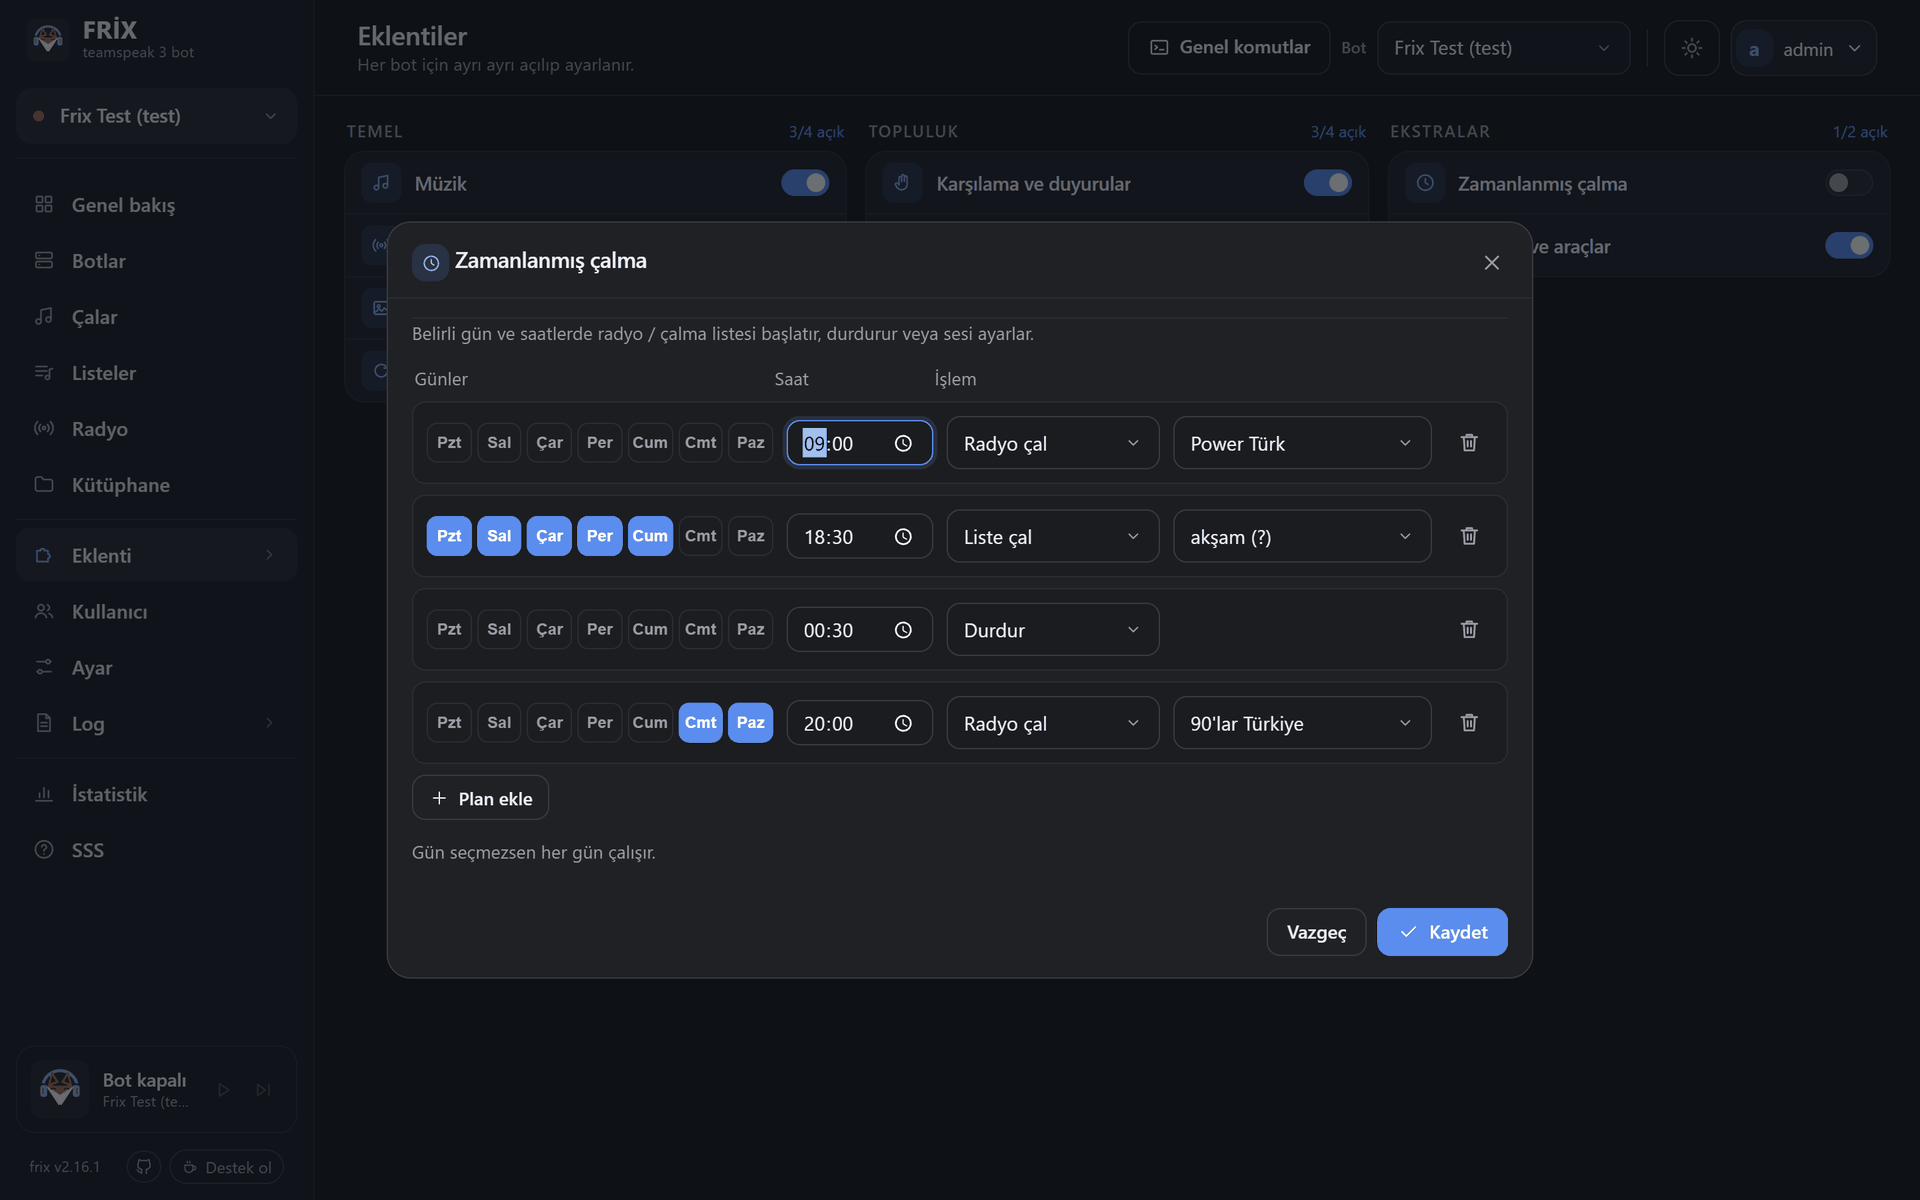 FRİX
teamspeak 3 bot
Frix Test (test)
Genel bakış
Botlar
Çalar
Listeler
Radyo
Kütüphane
Eklenti
Kullanıcı
Ayar
Log
İstatistik
SSS
Bot kapalı
Frix Test (te...
frix v2.16.1
Destek ol
Eklentiler
Her bot için ayrı ayrı açılıp ayarlanır.
Genel komutlar
Bot
Frix Test (test)
a
admin
TEMEL
3/4 açık
TOPLULUK
3/4 açık
EKSTRALAR
1/2 açık
Müzik
Karşılama ve duyurular
Zamanlanmış çalma
ve araçlar
Zamanlanmış çalma
Belirli gün ve saatlerde radyo / çalma listesi başlatır, durdurur veya sesi ayarlar.
Günler Saat İşlem
Pzt Sal Çar Per Cum Cmt Paz 09:00 Radyo çal Power Türk
Pzt Sal Çar Per Cum Cmt Paz 18:30 Liste çal akşam (?)
Pzt Sal Çar Per Cum Cmt Paz 00:30 Durdur
Pzt Sal Çar Per Cum Cmt Paz 20:00 Radyo çal 90'lar Türkiye
Plan ekle
Gün seçmezsen her gün çalışır.
Vazgeç
Kaydet